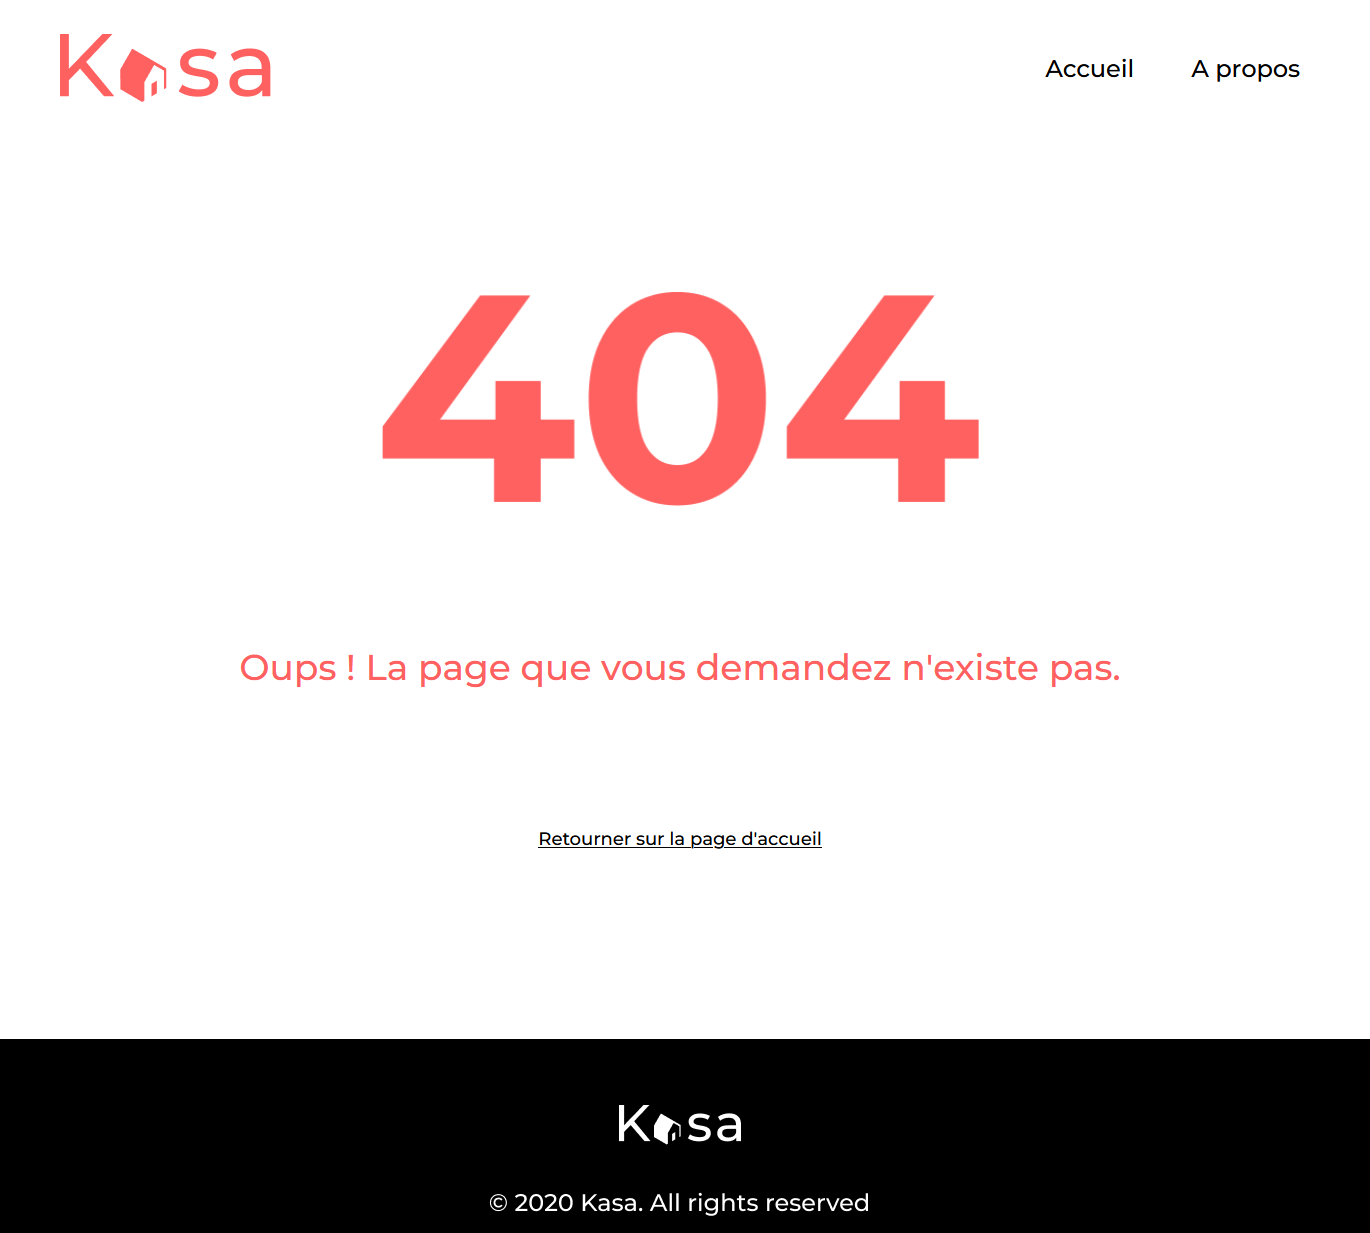 Kasa
Accueil A propos
404
Oups ! La page que vous demandez n'existe pas.
Retourner sur la page d'accueil
Kasa
© 2020 Kasa. All rights reserved